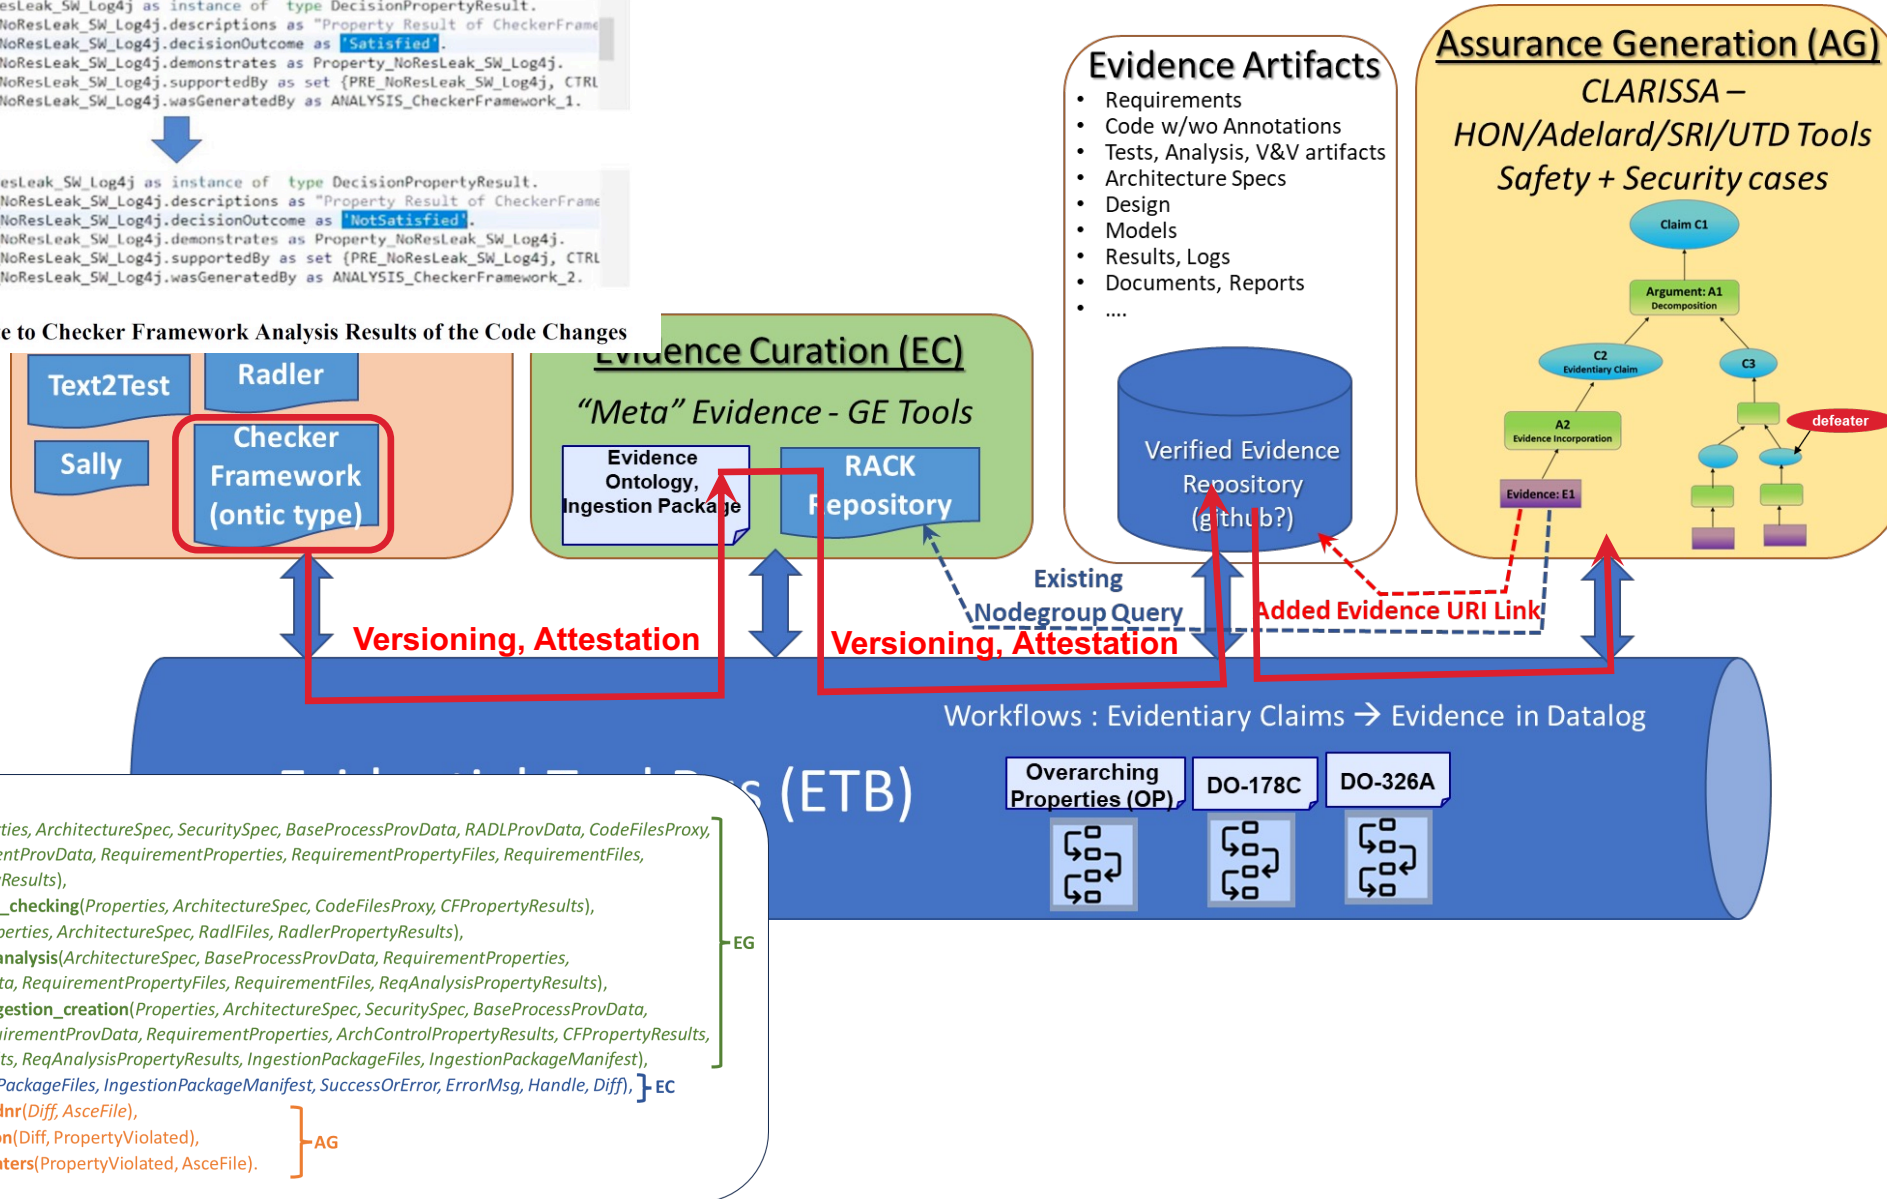 esLeak_SW_Log4j as instance of type DecisionPropertyResult.
NoResLeak_SW_Log4j.descriptions as "Property Result of CheckerFrame
NoResLeak_SW_Log4j.decisionOutcome as 'Satisfied'.
NoResLeak_SW_Log4j.demonstrates as Property_NoResLeak_SW_Log4j.
NoResLeak_SW_Log4j.supportedBy as set {PRE_NoResLeak_SW_Log4j, CTRL
NoResLeak_SW_Log4j.wasGeneratedBy as ANALYSIS_CheckerFramework_1.
esLeak_SW_Log4j as instance of type DecisionPropertyResult.
NoResLeak_SW_Log4j.descriptions as "Property Result of CheckerFrame
NoResLeak_SW_Log4j.decisionOutcome as 'NotSatisfied'.
NoResLeak_SW_Log4j.demonstrates as Property_NoResLeak_SW_Log4j.
NoResLeak_SW_Log4j.supportedBy as set {PRE_NoResLeak_SW_Log4j, CTRL
NoResLeak_SW_Log4j.wasGeneratedBy as ANALYSIS_CheckerFramework_2.
e to Checker Framework Analysis Results of the Code Changes
Text2Test
Radler
Sally
Checker
Framework
(ontic type)
Evidence Curation (EC)
“Meta” Evidence - GE Tools
Evidence
Ontology,
Ingestion Package
RACK
Repository
Evidence Artifacts
• Requirements
• Code w/wo Annotations
• Tests, Analysis, V&V artifacts
• Architecture Specs
• Design
• Models
• Results, Logs
• Documents, Reports
• ....
Verified Evidence
Repository
(github?)
Assurance Generation (AG)
CLARISSA –
HON/Adelard/SRI/UTD Tools
Safety + Security cases
Claim C1
Argument: A1
Decomposition
C2
Evidentiary Claim
C3
A2
Evidence Incorporation
defeater
Evidence: E1
Existing
Nodegroup Query
Added Evidence URI Link
Versioning, Attestation
Versioning, Attestation
Workflows : Evidentiary Claims → Evidence in Datalog
(ETB)
Overarching
Properties (OP)
DO-178C
DO-326A
ties, ArchitectureSpec, SecuritySpec, BaseProcessProvData, RADLProvData, CodeFilesProxy,
entProvData, RequirementProperties, RequirementPropertyFiles, RequirementFiles,
yResults),
_checking(Properties, ArchitectureSpec, CodeFilesProxy, CFPropertyResults),
perties, ArchitectureSpec, RadlFiles, RadlerPropertyResults),
analysis(ArchitectureSpec, BaseProcessProvData, RequirementProperties,
ta, RequirementPropertyFiles, RequirementFiles, ReqAnalysisPropertyResults),
gestion_creation(Properties, ArchitectureSpec, SecuritySpec, BaseProcessProvData,
uirementProvData, RequirementProperties, ArchControlPropertyResults, CFPropertyResults,
ts, ReqAnalysisPropertyResults, IngestionPackageFiles, IngestionPackageManifest),
EG
PackageFiles, IngestionPackageManifest, SuccessOrError, ErrorMsg, Handle, Diff),
EC
dnr(Diff, AsceFile),
on(Diff, PropertyViolated),
aters(PropertyViolated, AsceFile).
AG